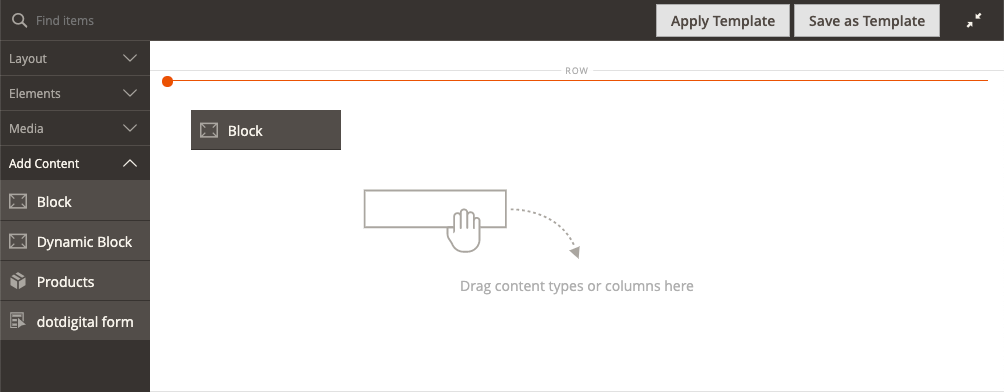 Find items
Apply Template
Save as Template
Layout
Elements
Media
Add Content
Block
Dynamic Block
Products
dotdigital form
ROW
Block
Drag content types or columns here